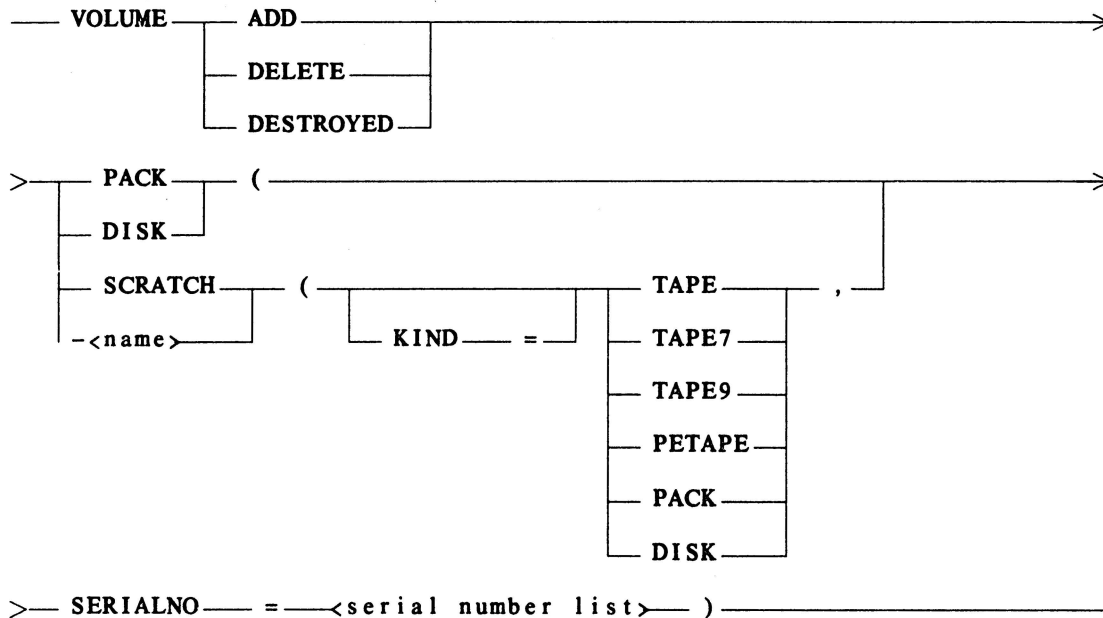 VOLUME ADD
DELETE
DESTROYED
PACK (
DISK
SCRATCH ( TAPE ,
-<name> KIND = TAPE7
TAPE9
PETAPE
PACK
DISK
SERIALNO = <serial number list> )